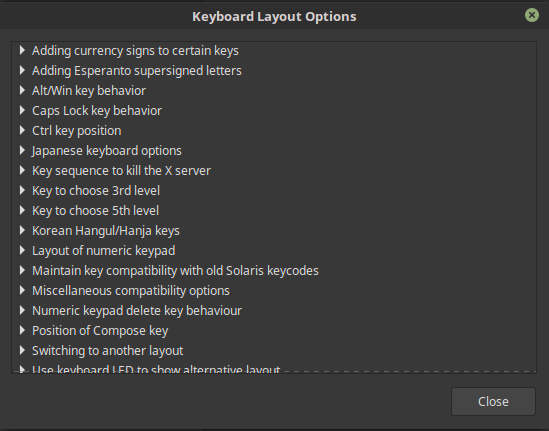 Keyboard Layout Options
Adding currency signs to certain keys
Adding Esperanto supersigned letters
Alt/Win key behavior
Caps Lock key behavior
Ctrl key position
Japanese keyboard options
Key sequence to kill the X server
Key to choose 3rd level
Key to choose 5th level
Korean Hangul/Hanja keys
Layout of numeric keypad
Maintain key compatibility with old Solaris keycodes
Miscellaneous compatibility options
Numeric keypad delete key behaviour
Position of Compose key
Switching to another layout
Use keyboard LED to show alternative layout
Close